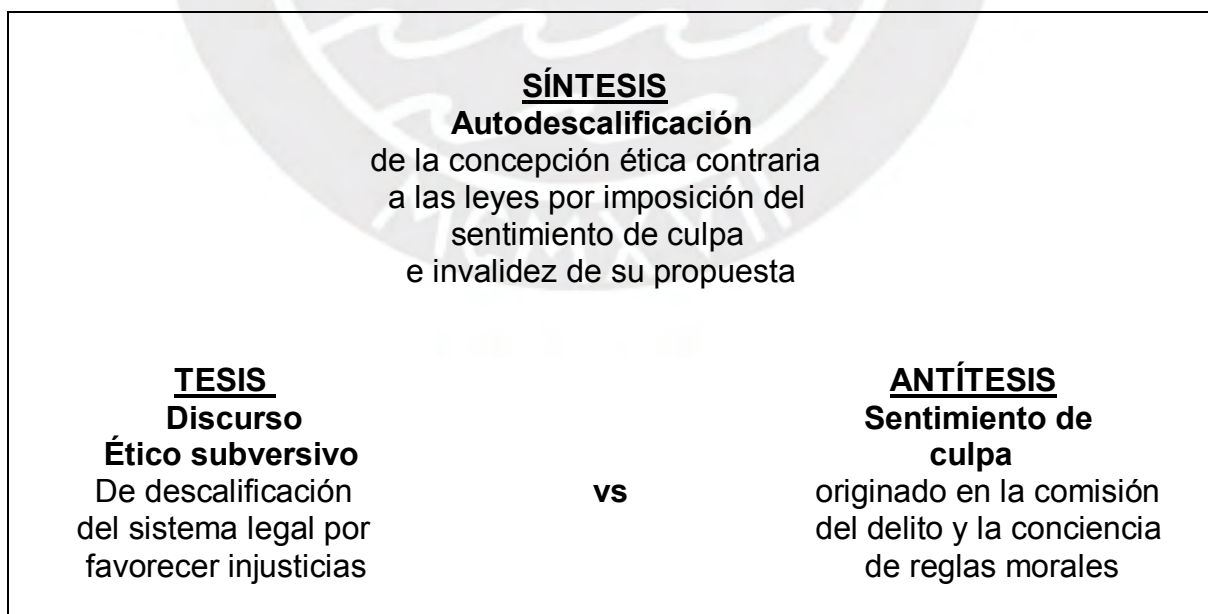 SÍNTESIS
Autodescalificación
de la concepción ética contraria
a las leyes por imposición del
sentimiento de culpa
e invalidez de su propuesta
TESIS
Discurso
Ético subversivo
De descalificación
del sistema legal por
favorecer injusticias
vs
ANTÍTESIS
Sentimiento de
culpa
originado en la comisión
del delito y la conciencia
de reglas morales
MCMXVII